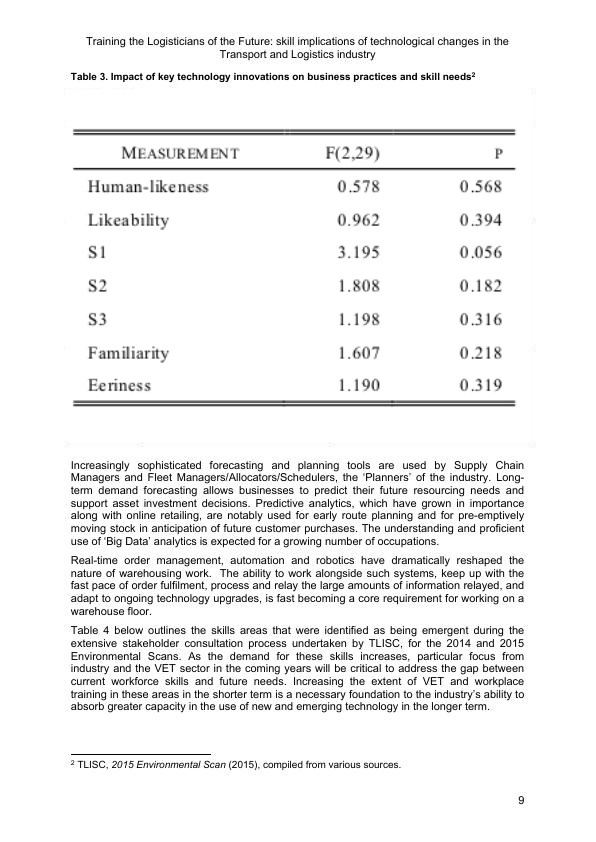 Training the Logisticians of the Future: skill implications of technological changes in the
Transport and Logistics industry
Table 3. Impact of key technology innovations on business practices and skill needs²
MEASUREMENT F(2,29) P
Human-likeness 0.578 0.568
Likeability 0.962 0.394
S1 3.195 0.056
S2 1.808 0.182
S3 1.198 0.316
Familiarity 1.607 0.218
Eeriness 1.190 0.319
Increasingly sophisticated forecasting and planning tools are used by Supply Chain
Managers and Fleet Managers/Allocators/Schedulers, the ‘Planners’ of the industry. Long-
term demand forecasting allows businesses to predict their future resourcing needs and
support asset investment decisions. Predictive analytics, which have grown in importance
along with online retailing, are notably used for early route planning and for pre-emptively
moving stock in anticipation of future customer purchases. The understanding and proficient
use of ‘Big Data’ analytics is expected for a growing number of occupations.
Real-time order management, automation and robotics have dramatically reshaped the
nature of warehousing work. The ability to work alongside such systems, keep up with the
fast pace of order fulfilment, process and relay the large amounts of information relayed, and
adapt to ongoing technology upgrades, is fast becoming a core requirement for working on a
warehouse floor.
Table 4 below outlines the skills areas that were identified as being emergent during the
extensive stakeholder consultation process undertaken by TLISC, for the 2014 and 2015
Environmental Scans. As the demand for these skills increases, particular focus from
industry and the VET sector in the coming years will be critical to address the gap between
current workforce skills and future needs. Increasing the extent of VET and workplace
training in these areas in the shorter term is a necessary foundation to the industry’s ability to
absorb greater capacity in the use of new and emerging technology in the longer term.
² TLISC, 2015 Environmental Scan (2015), compiled from various sources.
9